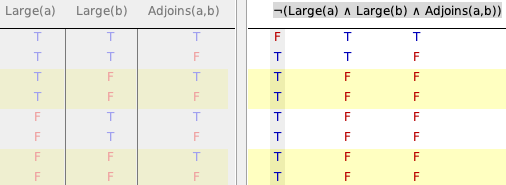 Large(a) Large(b) Adjoins(a,b) ¬(Large(a) ∧ Large(b) ∧ Adjoins(a,b))
T T T F T T
T T F T T F
T F T T F F
T F F T F F
F T T T F F
F T F T F F
F F T T F F
F F F T F F